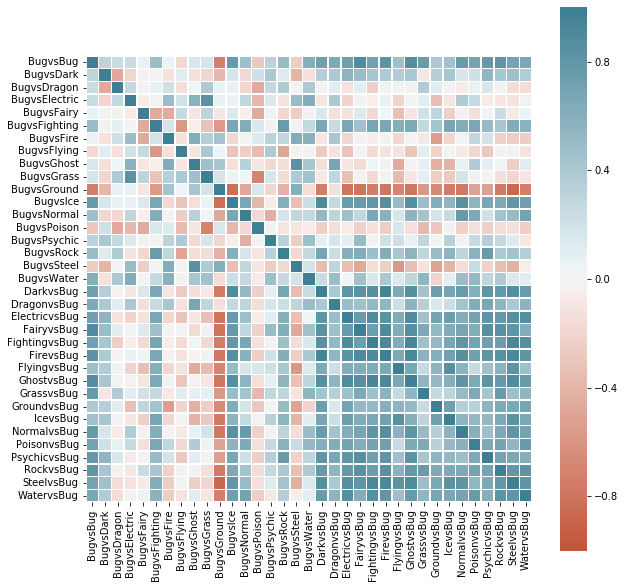 BugvsBug
BugvsDark
BugvsDragon
BugvsElectric
BugvsFairy
BugvsFighting
BugvsFire
BugvsFlying
BugvsGhost
BugvsGrass
BugvsGround
BugvsIce
BugvsNormal
BugvsPoison
BugvsPsychic
BugvsRock
BugvsSteel
BugvsWater
DarkvsBug
DragonvsBug
ElectricvsBug
FairyvsBug
FightingvsBug
FirevsBug
FlyingvsBug
GhostvsBug
GrassvsBug
GroundvsBug
IcevsBug
NormalvsBug
PoisonvsBug
PsychicvsBug
RockvsBug
SteelvsBug
WatervsBug
BugvsBug
BugvsDark
BugvsDragon
BugvsElectric
BugvsFairy
BugvsFighting
BugvsFire
BugvsFlying
BugvsGhost
BugvsGrass
BugvsGround
BugvsIce
BugvsNormal
BugvsPoison
BugvsPsychic
BugvsRock
BugvsSteel
BugvsWater
DarkvsBug
DragonvsBug
ElectricvsBug
FairyvsBug
FightingvsBug
FirevsBug
FlyingvsBug
GhostvsBug
GrassvsBug
GroundvsBug
IcevsBug
NormalvsBug
PoisonvsBug
PsychicvsBug
RockvsBug
SteelvsBug
WatervsBug
0.8
0.4
0.0
−0.4
−0.8